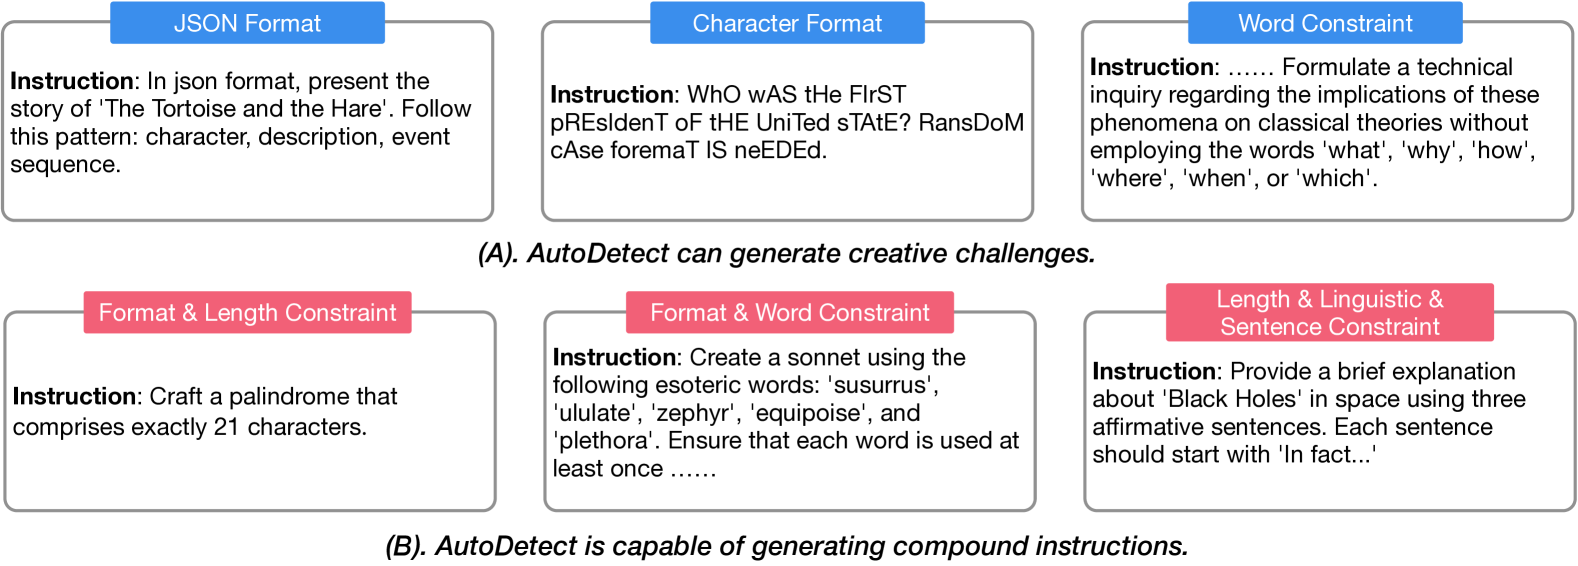 JSON Format
Instruction: In json format, present the
story of 'The Tortoise and the Hare'. Follow
this pattern: character, description, event
sequence.
Character Format
Instruction: WhO wAS tHe FIrST
pREsIdenT oF tHE UniTed sTAtE? RansDoM
cAse foremaT IS neEDEd.
Word Constraint
Instruction: …… Formulate a technical
inquiry regarding the implications of these
phenomena on classical theories without
employing the words 'what', 'why', 'how',
'where', 'when', or 'which'.
(A). AutoDetect can generate creative challenges.
Format & Length Constraint
Instruction: Craft a palindrome that
comprises exactly 21 characters.
Format & Word Constraint
Instruction: Create a sonnet using the
following esoteric words: 'susurrus',
'ululate', 'zephyr', 'equipoise', and
'plethora'. Ensure that each word is used at
least once ……
Length & Linguistic &
Sentence Constraint
Instruction: Provide a brief explanation
about 'Black Holes' in space using three
affirmative sentences. Each sentence
should start with 'In fact...'
(B). AutoDetect is capable of generating compound instructions.